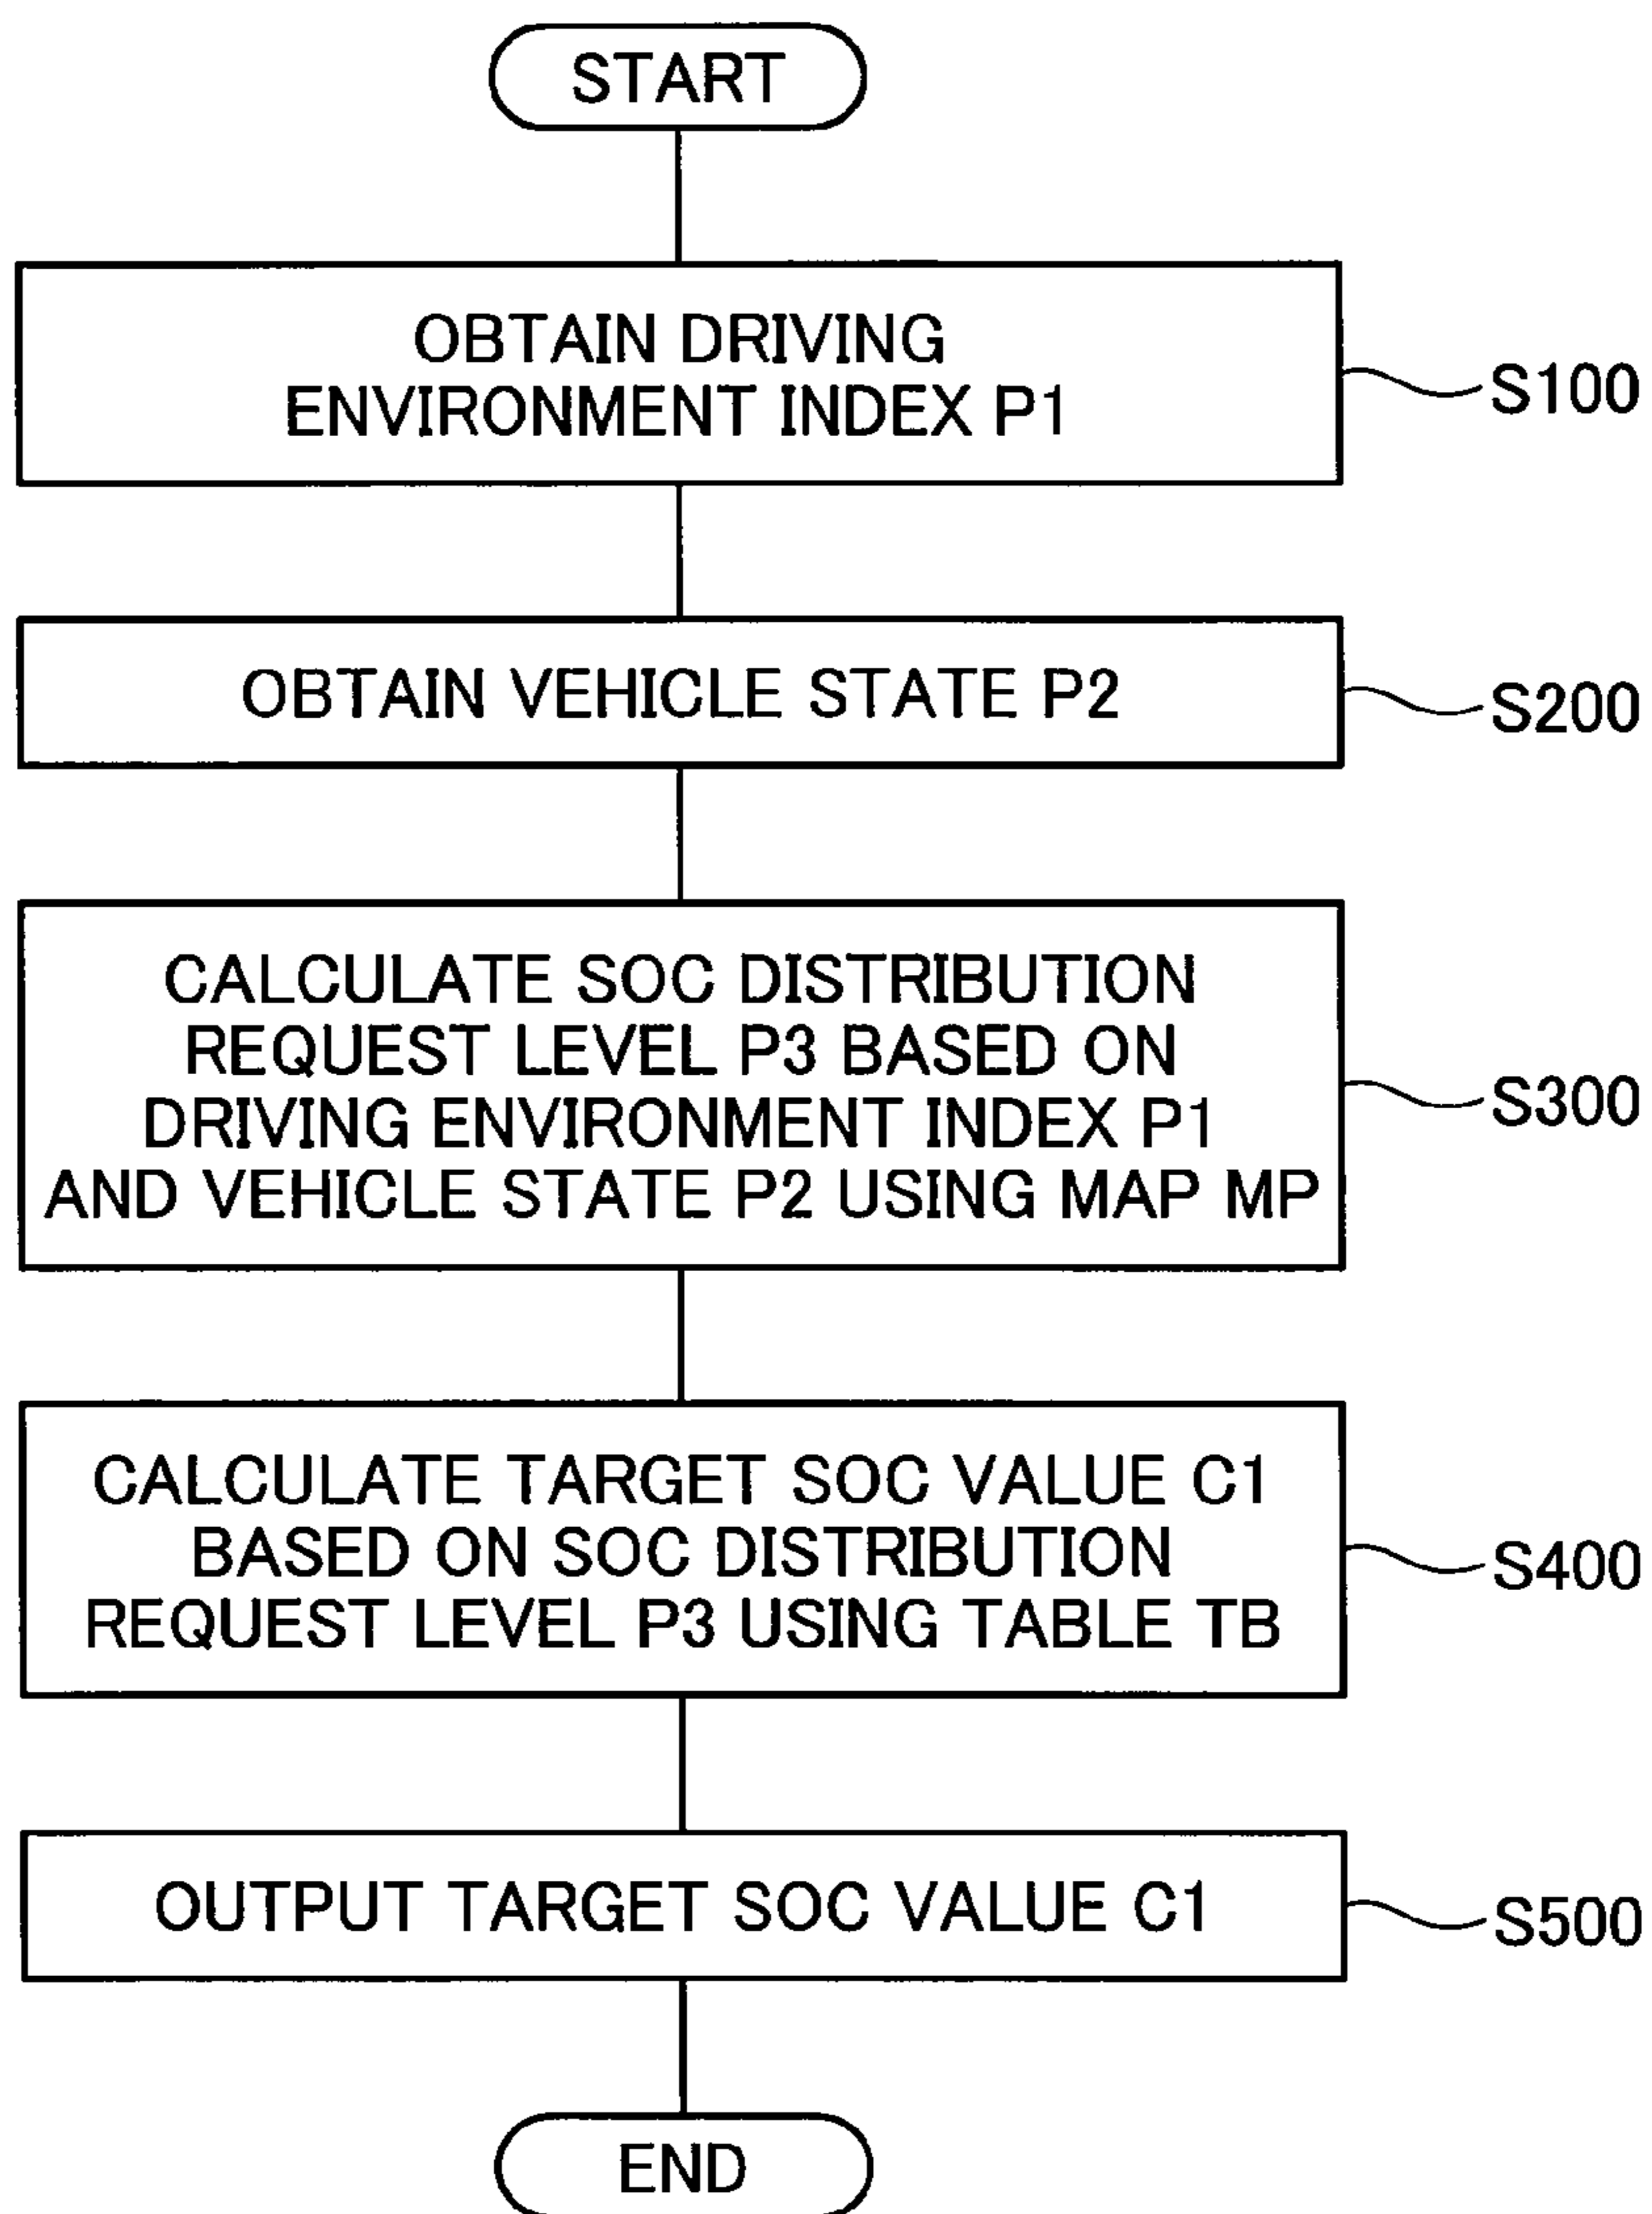 START
OBTAIN DRIVING
ENVIRONMENT INDEX P1
S100
OBTAIN VEHICLE STATE P2
S200
CALCULATE SOC DISTRIBUTION
REQUEST LEVEL P3 BASED ON
DRIVING ENVIRONMENT INDEX P1
AND VEHICLE STATE P2 USING MAP MP
S300
CALCULATE TARGET SOC VALUE C1
BASED ON SOC DISTRIBUTION
REQUEST LEVEL P3 USING TABLE TB
S400
OUTPUT TARGET SOC VALUE C1
S500
END